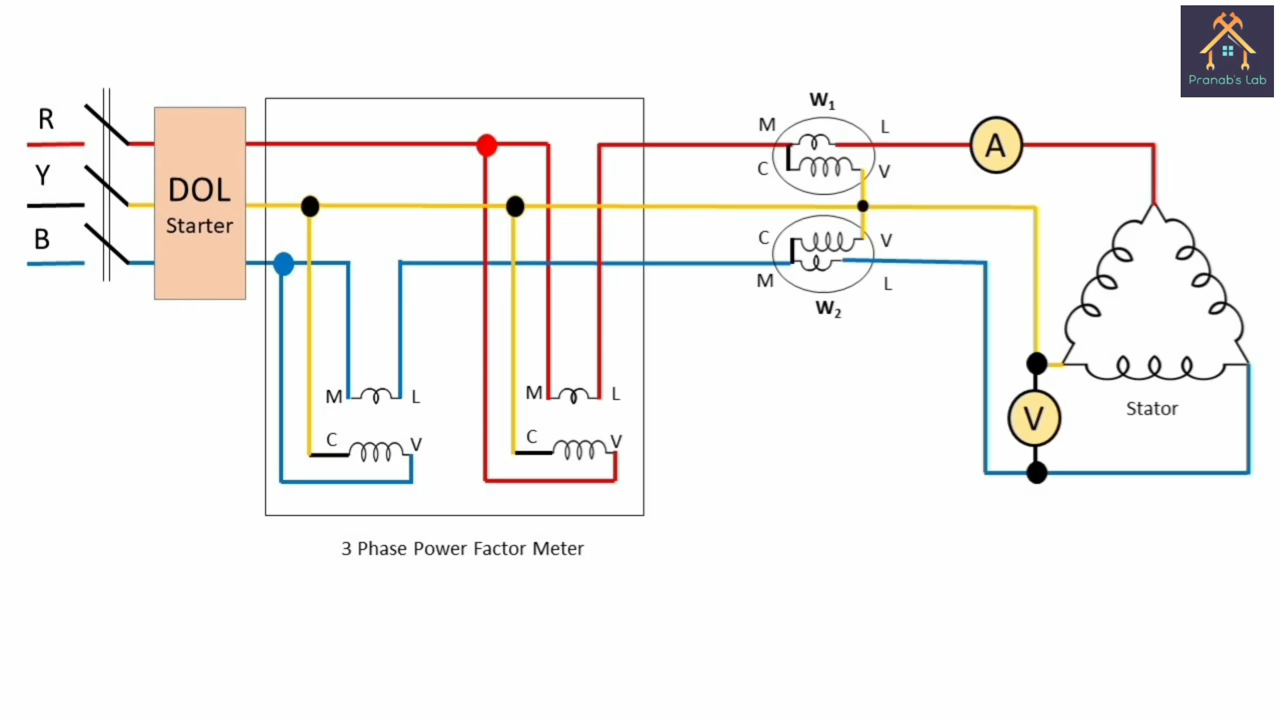 Pranab's Lab
R
Y
B
DOL
Starter
W1
M
L
C
V
A
C
V
M
L
W2
M
L
C
V
M
L
C
V
V
Stator
3 Phase Power Factor Meter